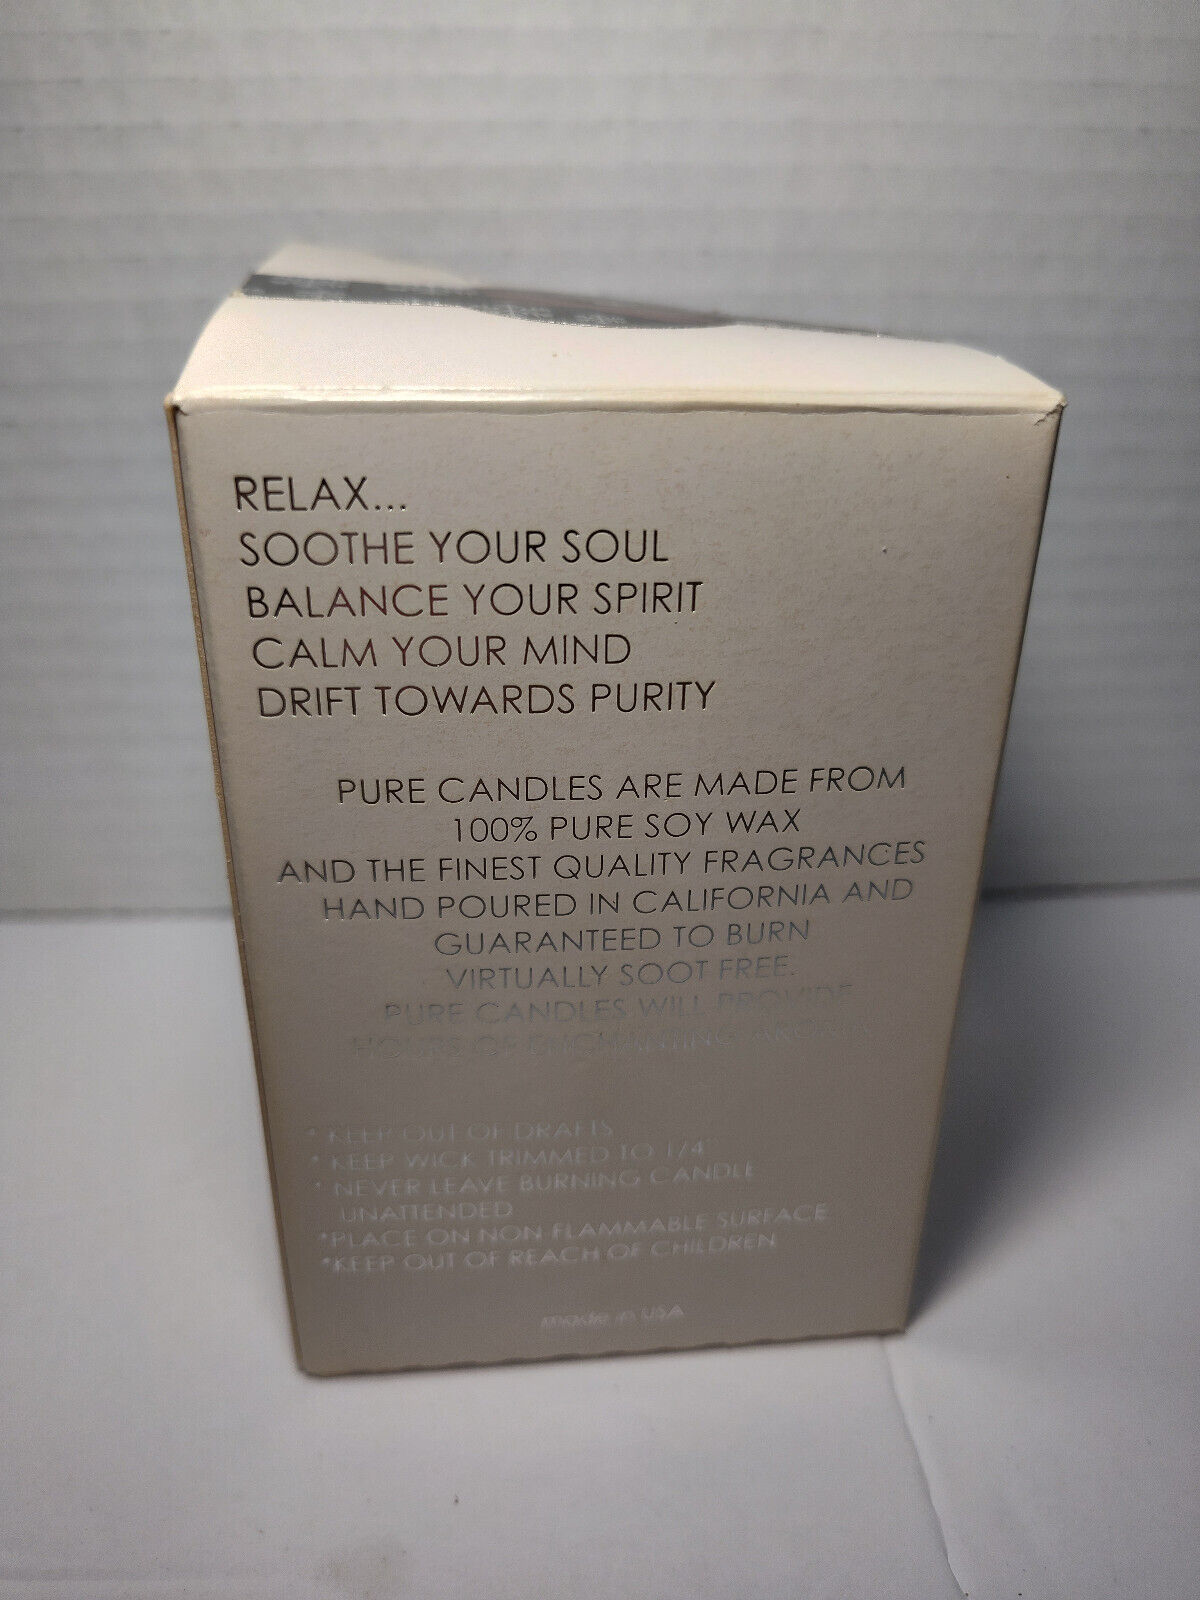 RELAX...
SOOTHE YOUR SOUL
BALANCE YOUR SPIRIT
CALM YOUR MIND
DRIFT TOWARDS PURITY
PURE CANDLES ARE MADE FROM
100% PURE SOY WAX
AND THE FINEST QUALITY FRAGRANCES
HAND POURED IN CALIFORNIA AND
GUARANTEED TO BURN
VIRTUALLY SOOT FREE.
PURE CANDLES WILL PROVIDE
HOURS OF ENCHANTING
* KEEP OUT OF DRAFTS
* KEEP WICK TRIMMED TO 1/4"
* NEVER LEAVE BURNING CANDLE
UNATTENDED
*PLACE ON NON FLAMMABLE SURFACE
*KEEP OUT OF REACH OF CHILDREN
made in USA